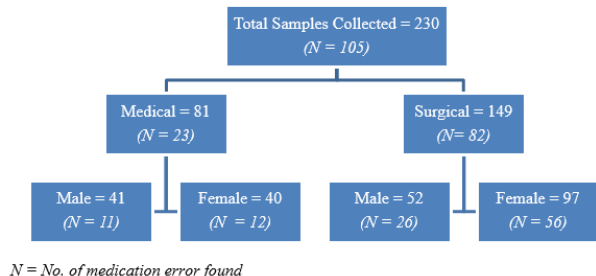 Total Samples Collected = 230
(N = 105)
Medical = 81
(N = 23)
Surgical = 149
(N= 82)
Male = 41
(N = 11)
Female = 40
(N = 12)
Male = 52
(N = 26)
Female = 97
(N = 56)
N = No. of medication error found